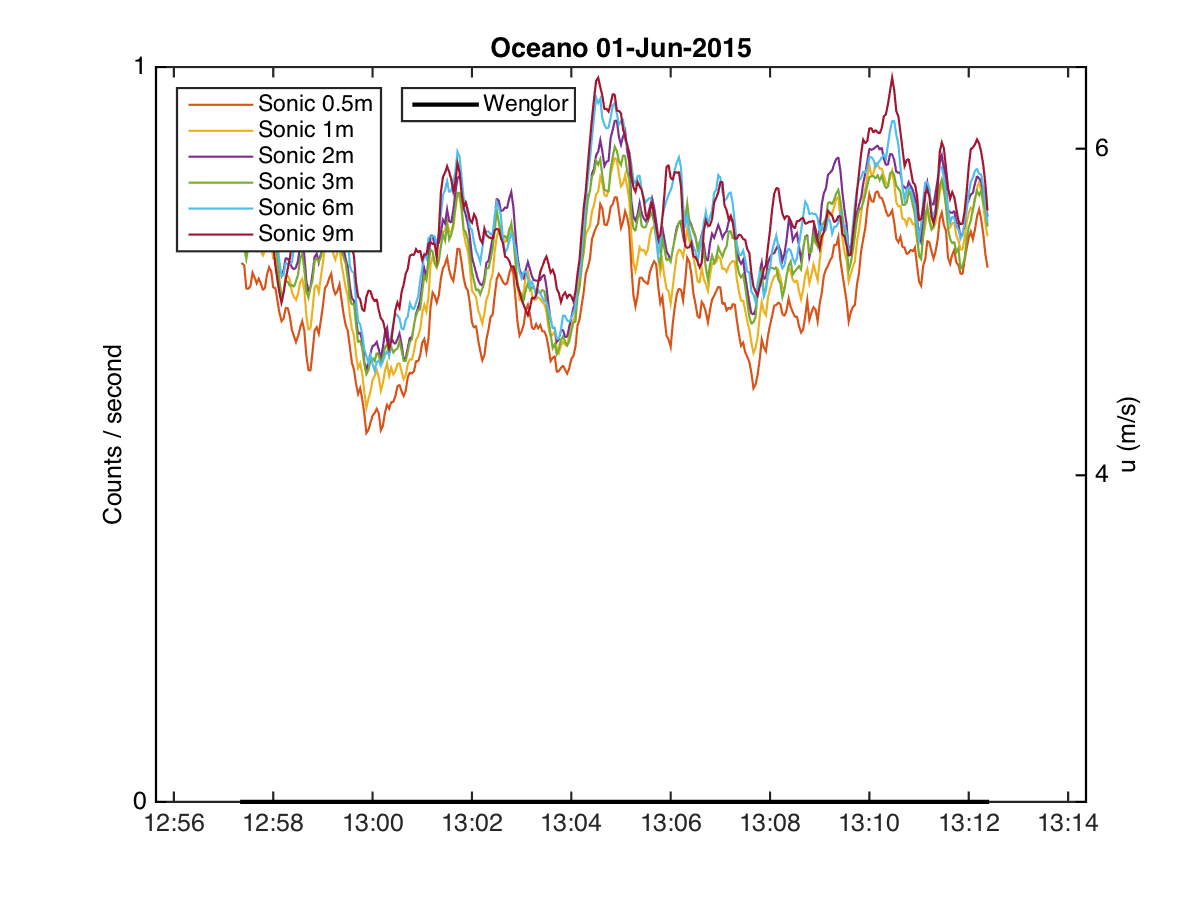 Oceano 01-Jun-2015
1
Sonic 0.5m
Sonic 1m
Sonic 2m
Sonic 3m
Sonic 6m
Sonic 9m
Wenglor
6
4
Counts / second
u (m/s)
0
12:56 12:58 13:00 13:02 13:04 13:06 13:08 13:10 13:12 13:14